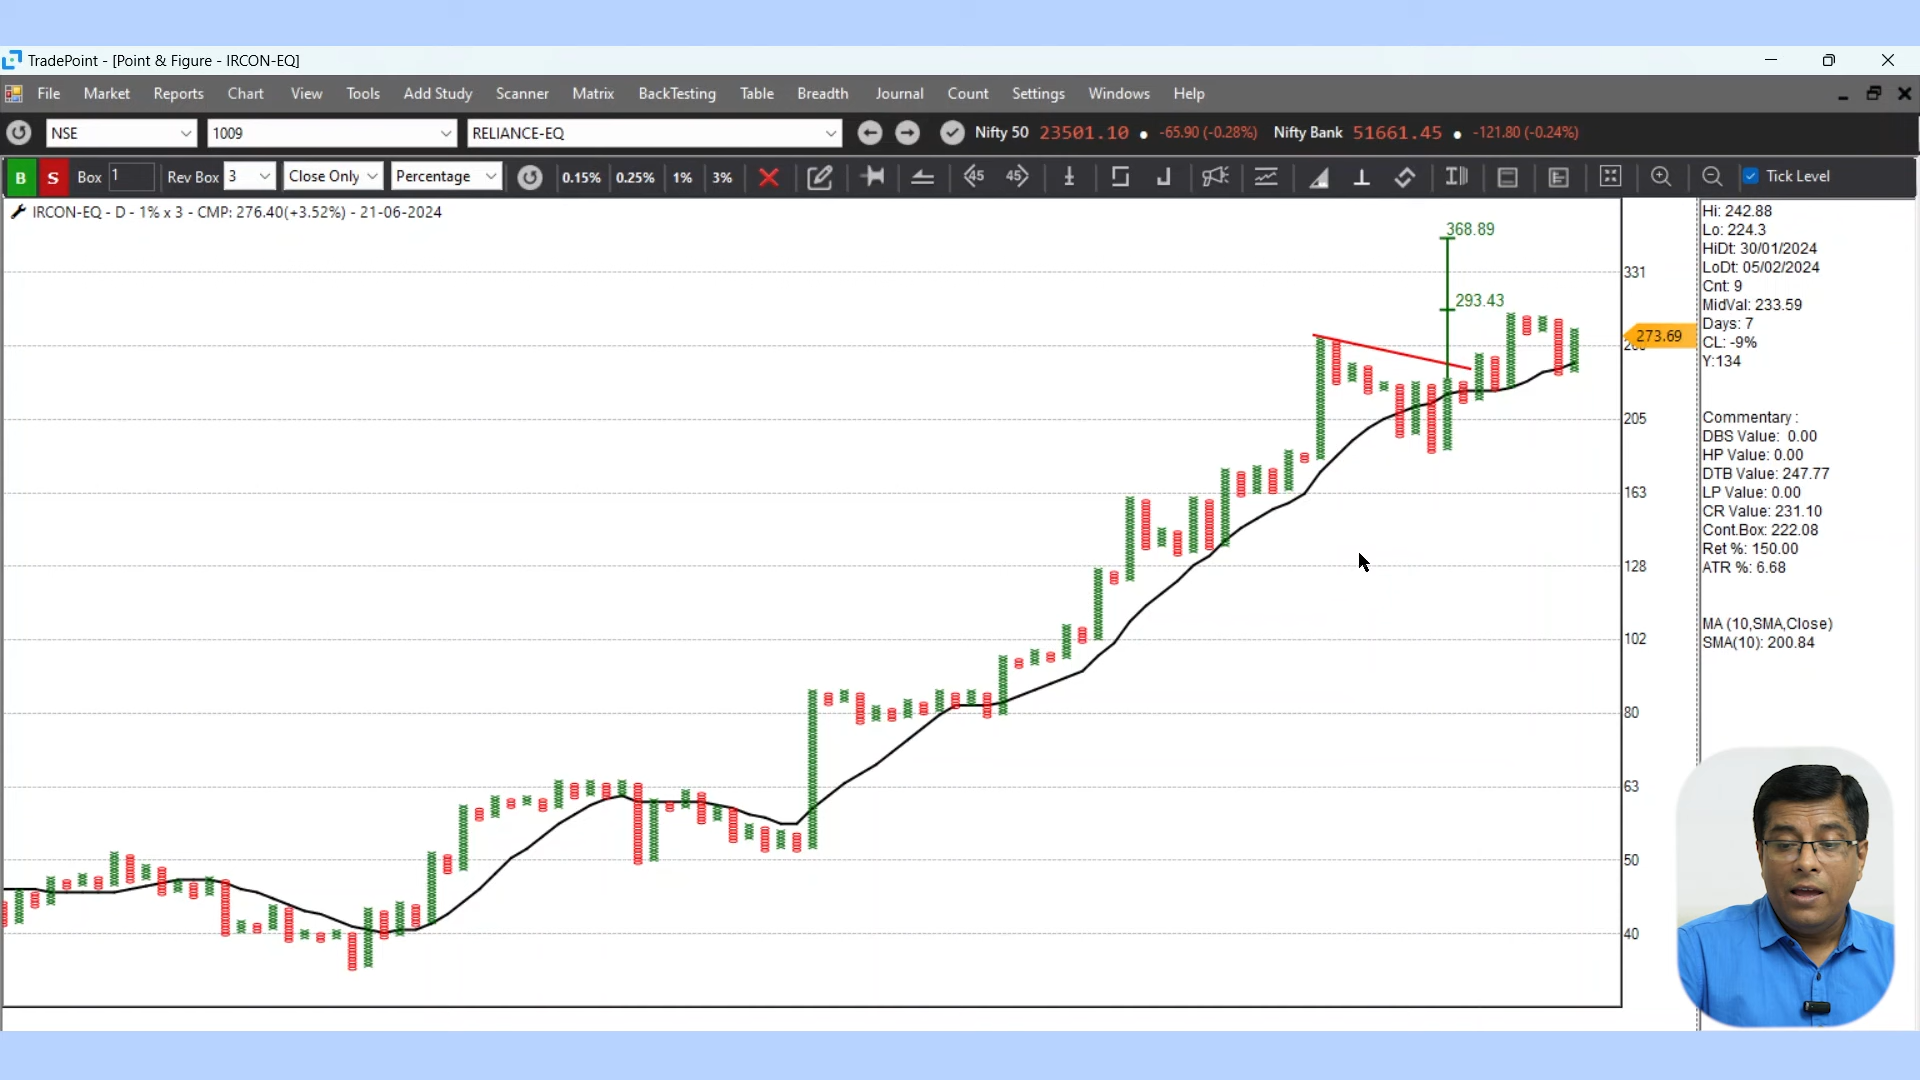 TradePoint - [Point & Figure - IRCON-EQ]
File Market Reports Chart View Tools Add Study Scanner Matrix BackTesting Table Breadth Journal Count Settings Windows Help
NSE 1009 RELIANCE-EQ Nifty 50 23501.10 -65.90 (-0.28%) Nifty Bank 51661.45 -121.80 (-0.24%)
B S Box 1 Rev Box 3 Close Only Percentage 0.15% 0.25% 1% 3% 45 45 Tick Level
IRCON-EQ - D - 1% x 3 - CMP: 276.40(+3.52%) - 21-06-2024
368.89
293.43
331
273.69
205
163
128
102
80
63
50
40
Hi: 242.88
Lo: 224.3
HiDt: 30/01/2024
LoDt: 05/02/2024
Cnt: 9
MidVal: 233.59
Days: 7
CL: -9%
Y:134
Commentary :
DBS Value: 0.00
HP Value: 0.00
DTB Value: 247.77
LP Value: 0.00
CR Value: 231.10
Cont.Box: 222.08
Ret %: 150.00
ATR %: 6.68
MA (10,SMA,Close)
SMA(10): 200.84